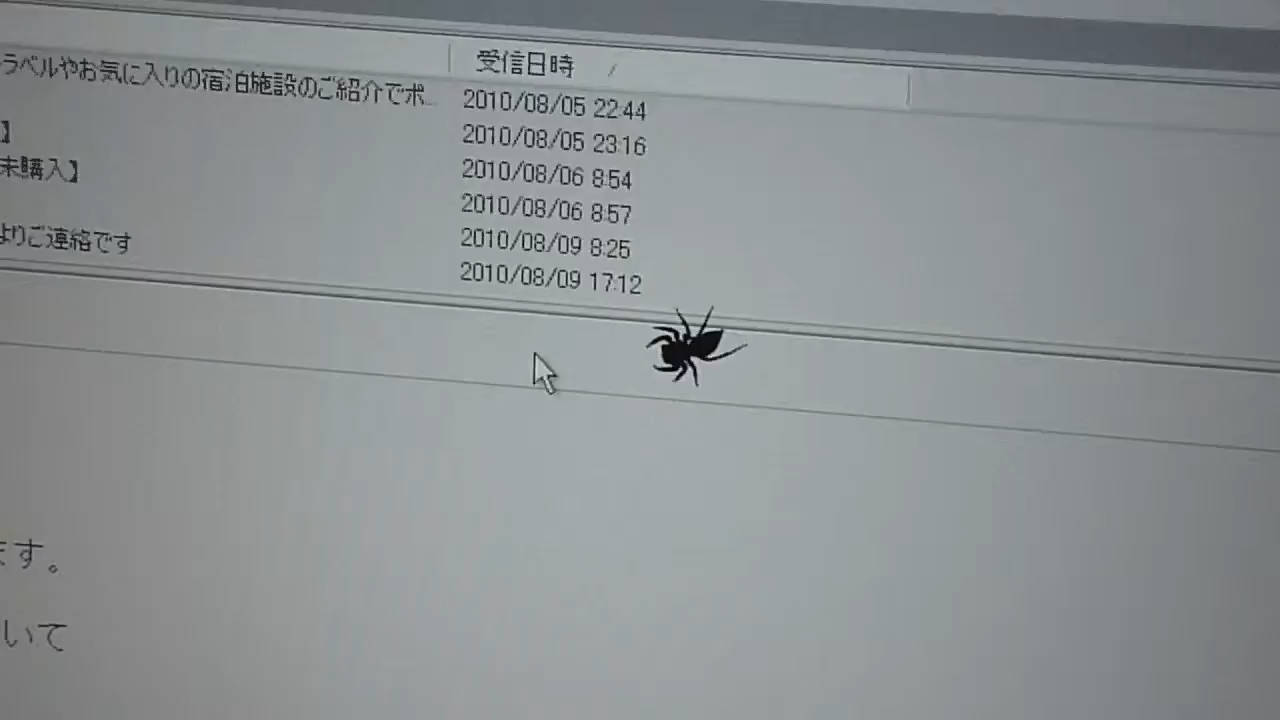 受信日時
ラベルやお気に入りの宿泊施設のご紹介でポ... 2010/08/05 22:44
】 2010/08/05 23:16
未購入】 2010/08/06 8:54
2010/08/06 8:57
よりご連絡です 2010/08/09 8:25
2010/08/09 17:12
ます。
いて